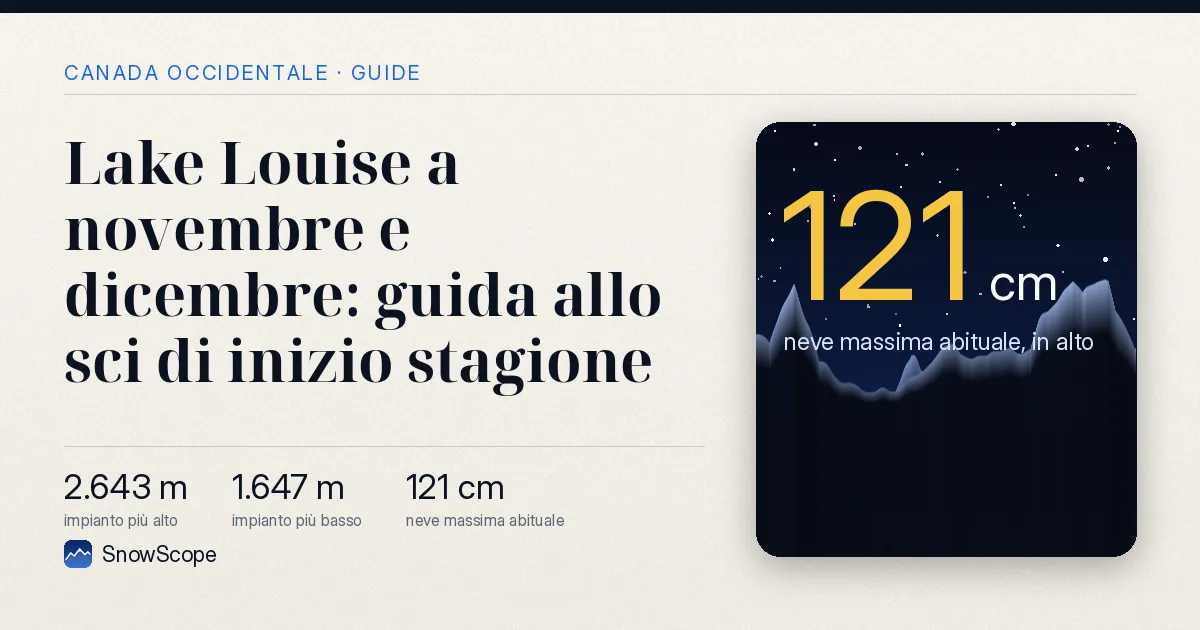 CANADA OCCIDENTALE · GUIDE
Lake Louise a
novembre e
dicembre: guida allo
sci di inizio stagione
121 cm
neve massima abituale, in alto
2.643 m
impianto più alto
1.647 m
impianto più basso
121 cm
neve massima abituale
SnowScope